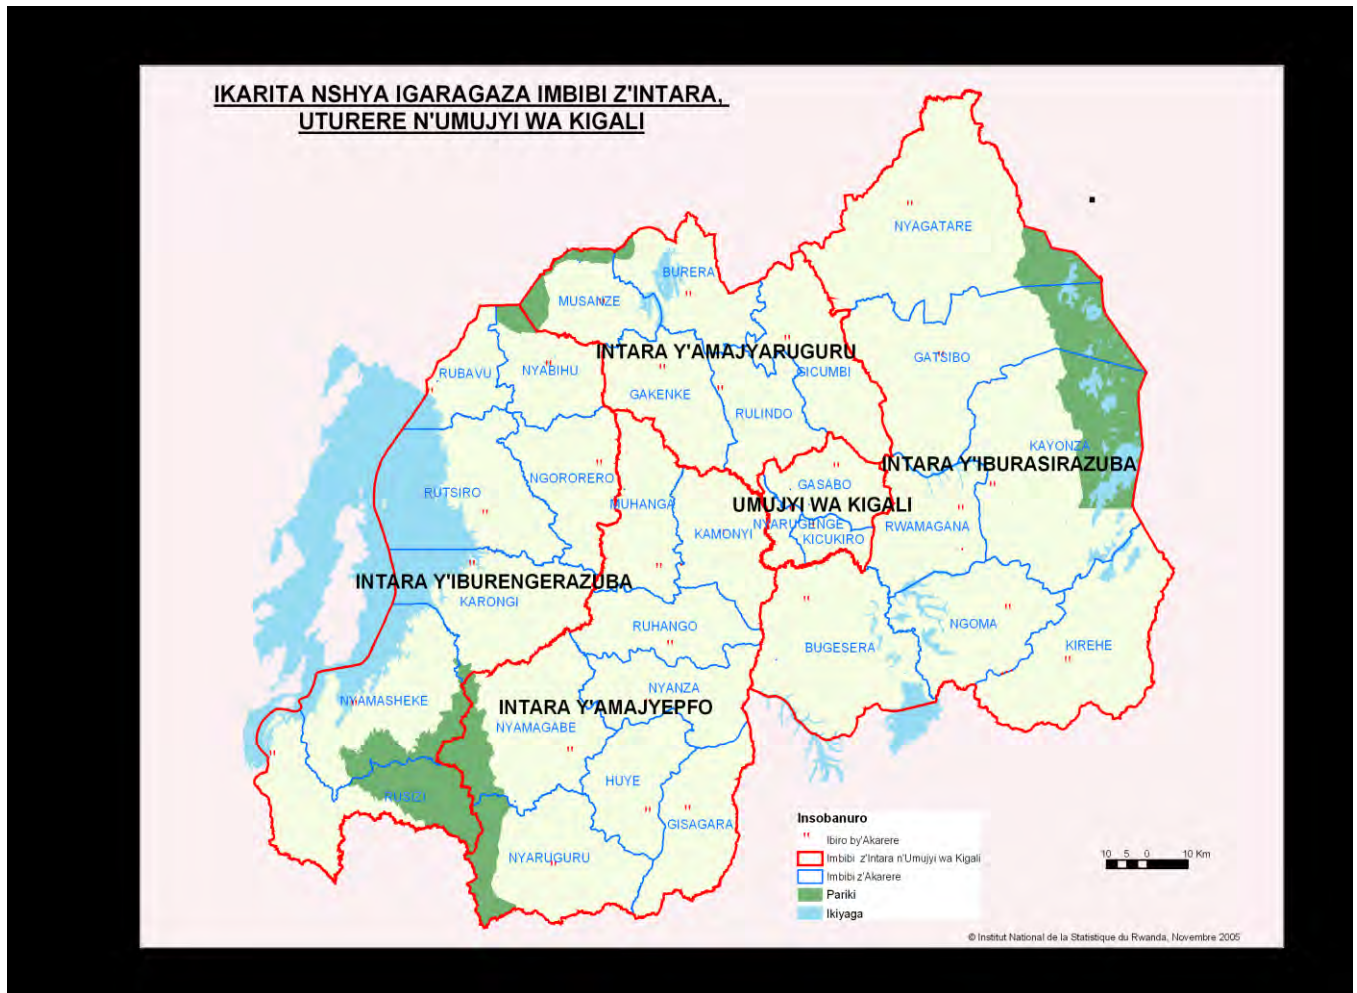 IKARITA NSHYA IGARAGAZA IMBIBI Z'INTARA,
UTURERE N'UMUJYI WA KIGALI
NYAGATARE
BURERA
MUSANZE
INTARA Y'AMAJYARUGURU
GATSIBO
RUBAVU
NYABIHU
GICUMBI
GAKENKE
RULINDO
KAYONZA
INTARA Y'IBURASIRAZUBA
NGORORERO
GASABO
RUTSIRO
MUHANGA
UMUJYI WA KIGALI
NYARUGENGE
RWAMAGANA
KAMONYI
KICUKIRO
INTARA Y'IBURENGERAZUBA
KARONGI
RUHANGO
NGOMA
BUGESERA
KIREHE
NYANZA
NYAMASHEKE
INTARA Y'AMAJYEPFO
NYAMAGABE
HUYE
RUSIZI
GISAGARA
NYARUGURU
Insobanuro
Ibiro by'Akarere
Imbibi z'Intara n'Umujyi wa Kigali
Imbibi z'Akarere
Pariki
Ikiyaga
10 5 0 10 Km
© Institut National de la Statistique du Rwanda, Novembre 2005